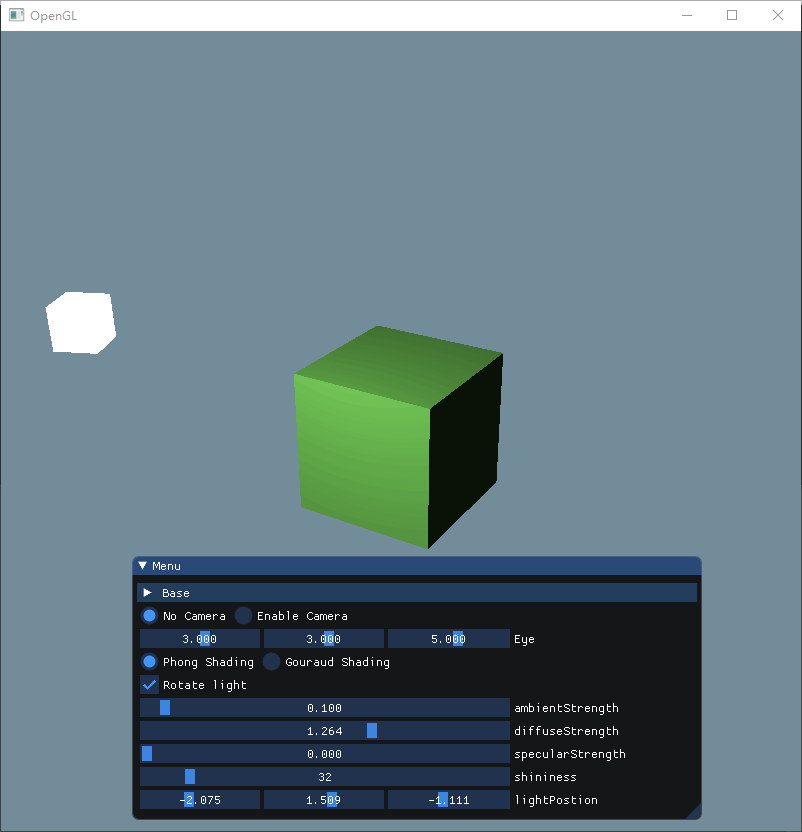 OpenGL
Menu
Base
No Camera Enable Camera
3.000 3.000 5.000 Eye
Phong Shading Gouraud Shading
Rotate light
0.100 ambientStrength
1.264 diffuseStrength
0.000 specularStrength
32 shininess
-2.075 1.509 -1.111 lightPostion